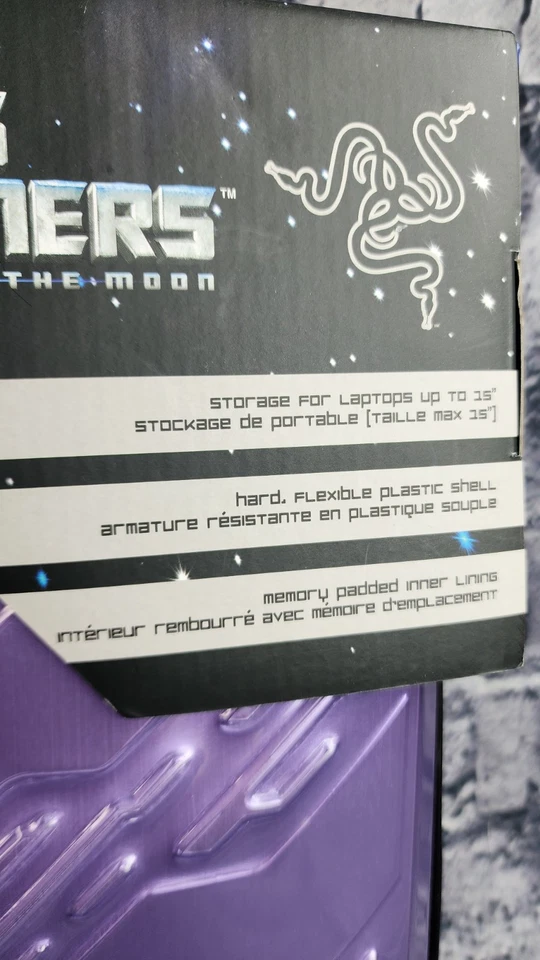 MERS™
THE MOON
STORAGE FOR LAPTOPS UP TO 15"
STOCKAGE DE PORTABLE [TAILLE MAX 15"]
HARD, FLEXIBLE PLASTIC SHELL
ARMATURE RÉSISTANTE EN PLASTIQUE SOUPLE
MEMORY PADDED INNER LINING
INTÉRIEUR REMBOURRÉ AVEC MÉMOIRE D'EMPLACEMENT